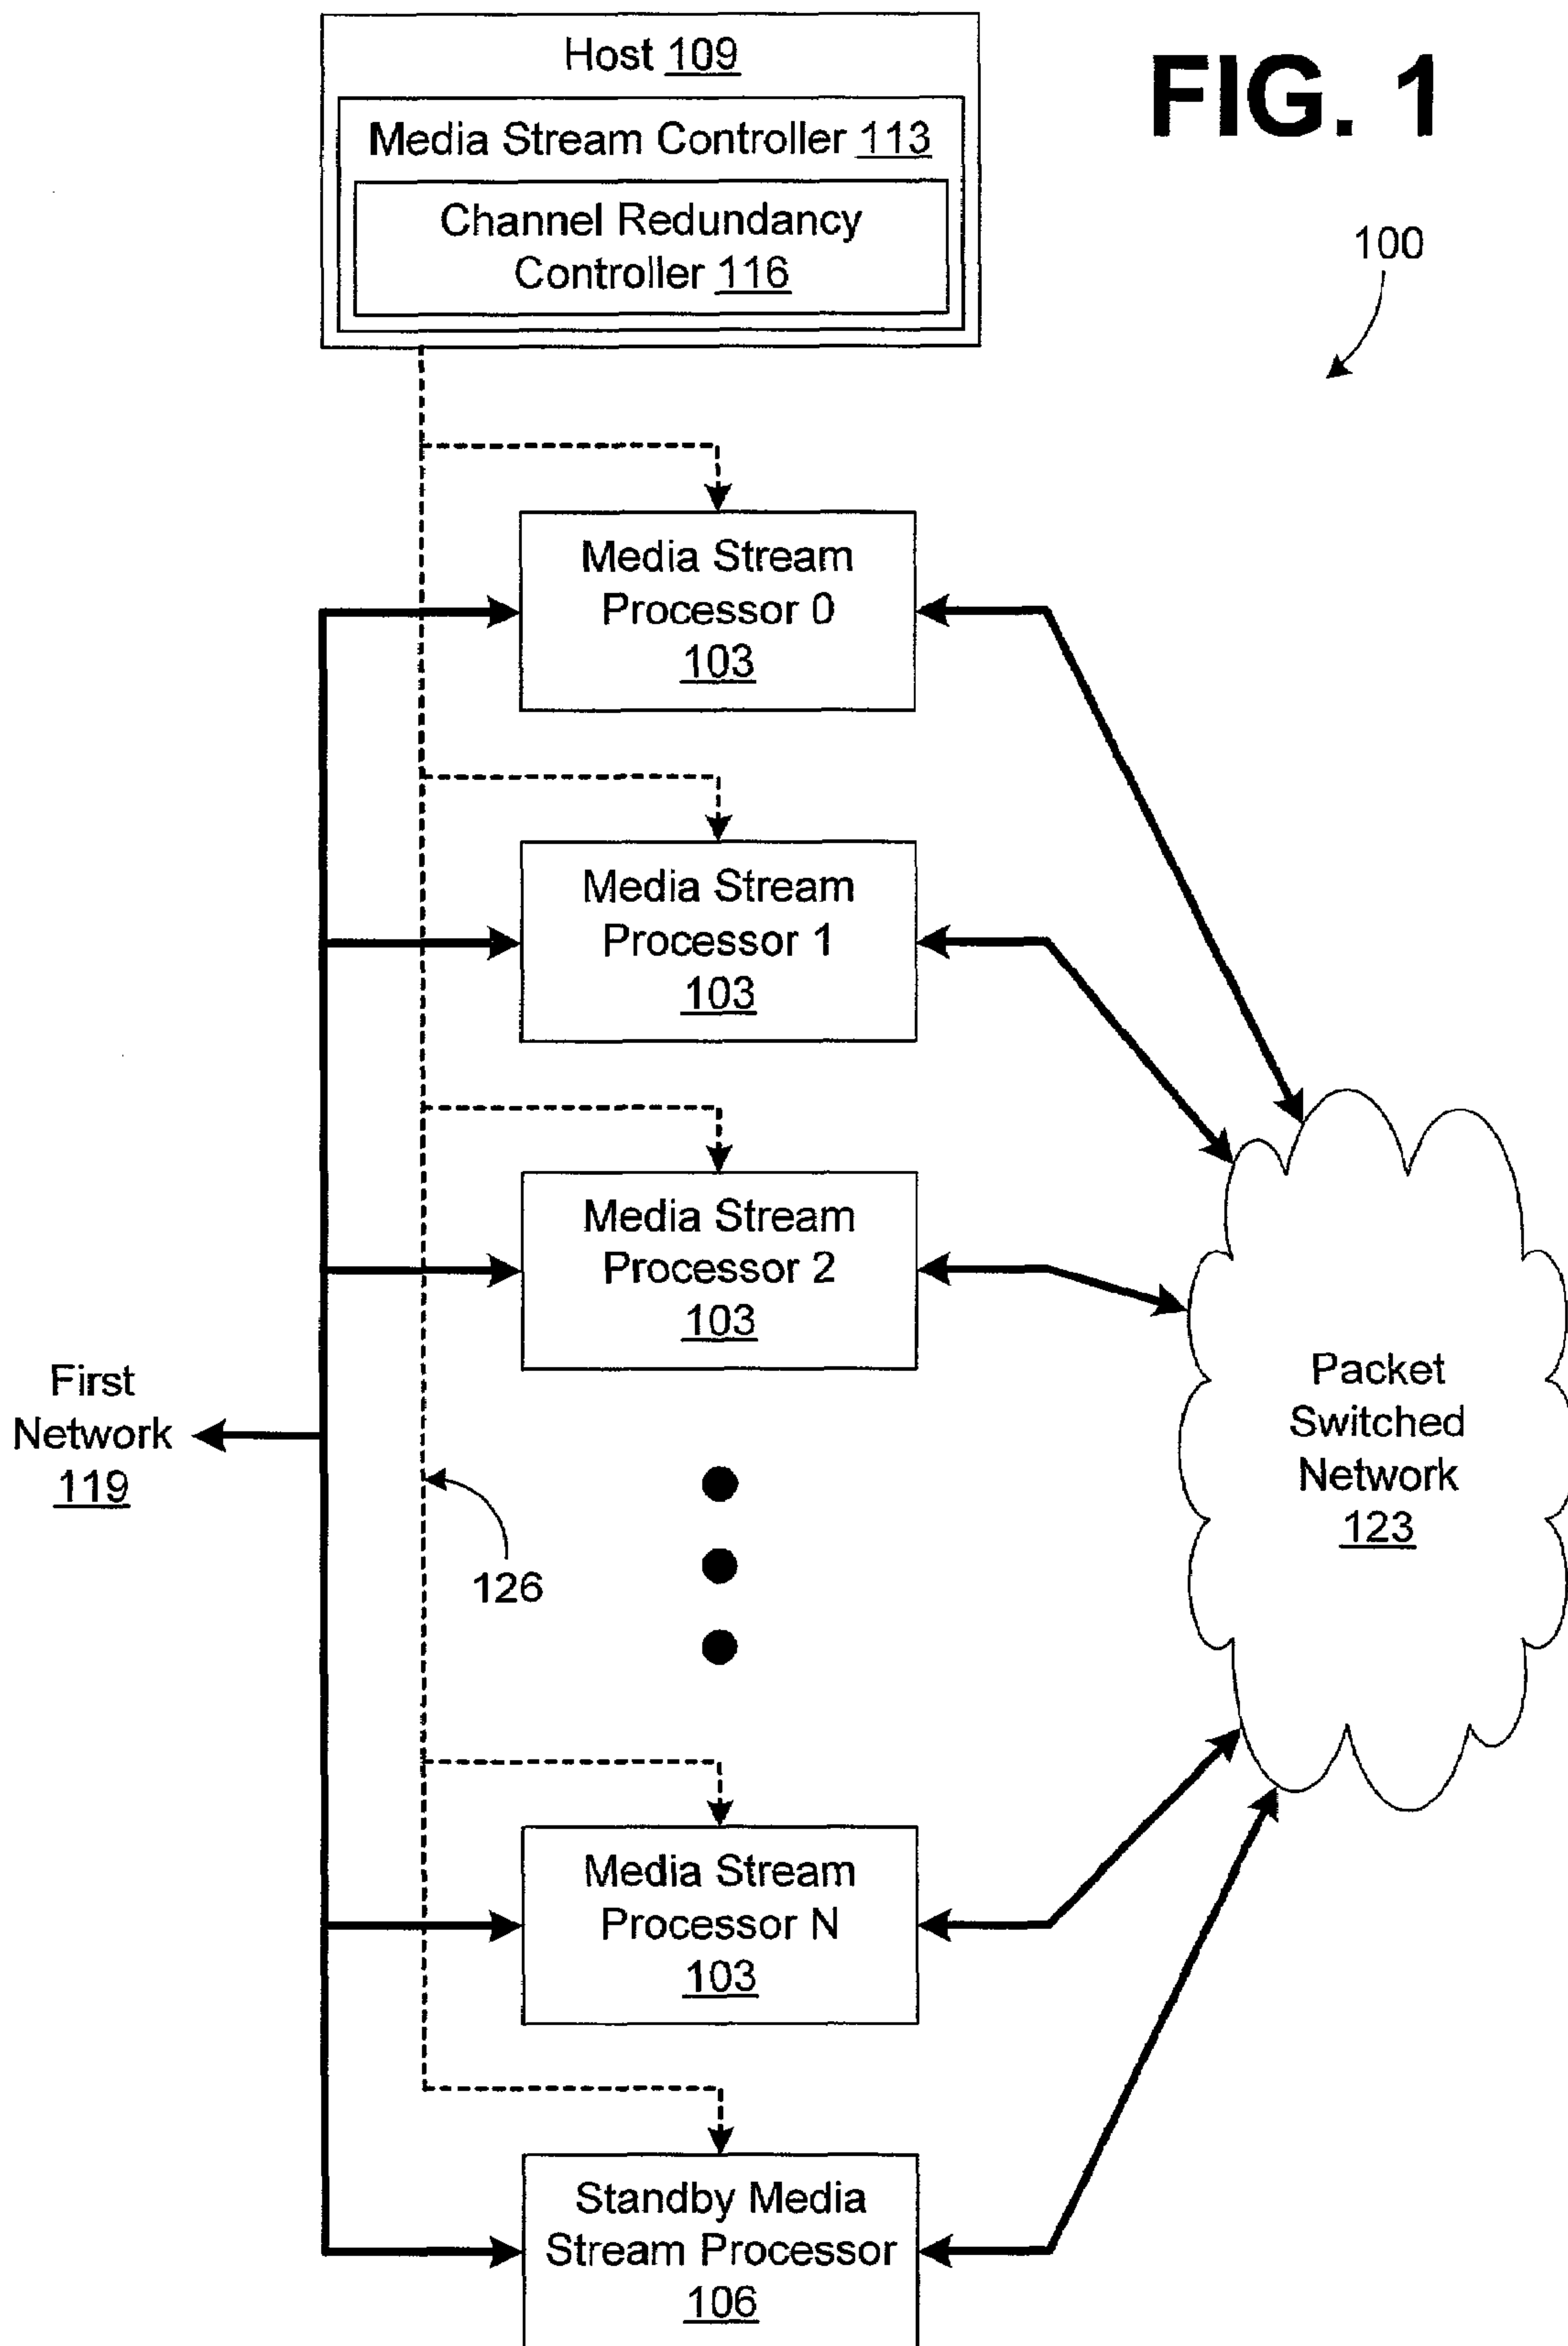 FIG. 1
Host 109
Media Stream Controller 113
Channel Redundancy
Controller 116
100
Media Stream
Processor 0
103
Media Stream
Processor 1
103
Media Stream
Processor 2
103
First
Network
119
126
Packet
Switched
Network
123
Media Stream
Processor N
103
Standby Media
Stream Processor
106